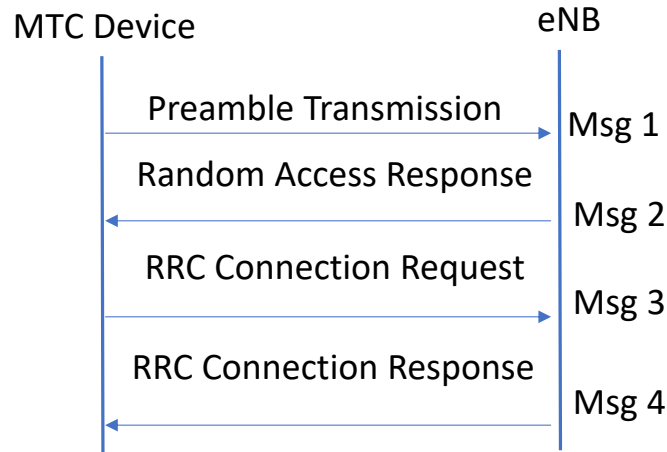 MTC Device
eNB
Preamble Transmission
Msg 1
Random Access Response
Msg 2
RRC Connection Request
Msg 3
RRC Connection Response
Msg 4